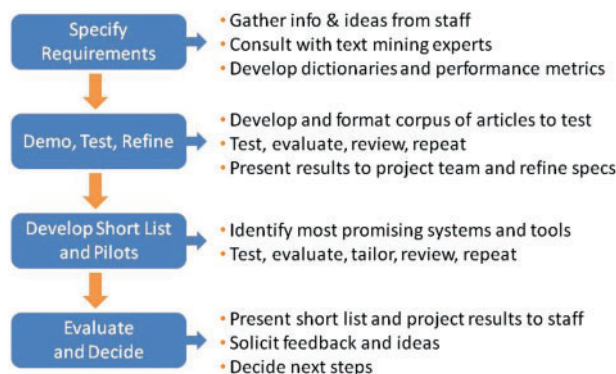 Specify
Requirements
• Gather info & ideas from staff
• Consult with text mining experts
• Develop dictionaries and performance metrics
Demo, Test, Refine
• Develop and format corpus of articles to test
• Test, evaluate, review, repeat
• Present results to project team and refine specs
Develop Short List
and Pilots
• Identify most promising systems and tools
• Test, evaluate, tailor, review, repeat
Evaluate
and Decide
• Present short list and project results to staff
• Solicit feedback and ideas
• Decide next steps